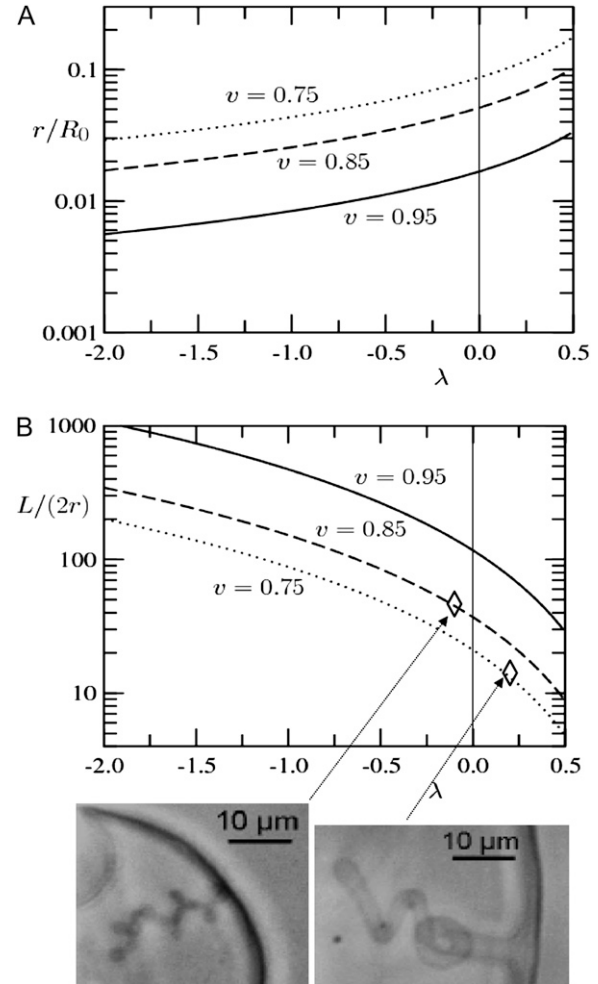 A
0.1
v = 0.75
r/R0
v = 0.85
0.01
v = 0.95
0.001
-2.0 -1.5 -1.0 -0.5 0.0 0.5
λ
B
1000
v = 0.95
L/(2r)
v = 0.85
100
v = 0.75
10
-2.0 -1.5 -1.0 -0.5 0.0 0.5
λ
10 µm 10 µm